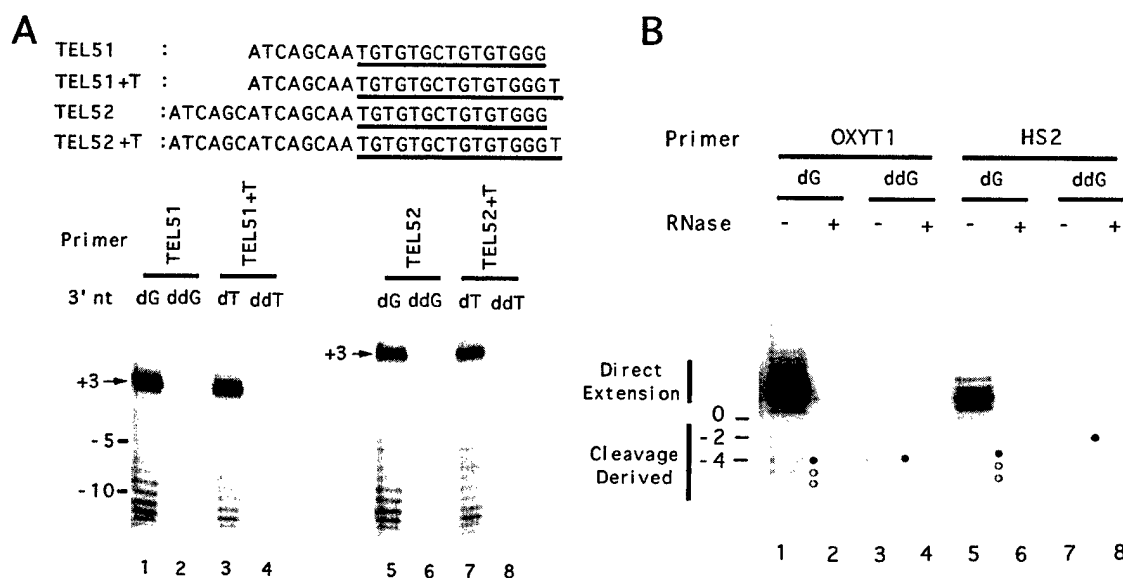 A
TEL51 : ATCAGCAATGTGTGCTGTGTGGG
TEL51+T : ATCAGCAATGTGTGCTGTGTGGGT
TEL52 :ATCAGCATCAGCAATGTGTGCTGTGTGGG
TEL52+T :ATCAGCATCAGCAATGTGTGCTGTGTGGGT
Primer TEL51 TEL51+T TEL52 TEL52+T
3' nt dG ddG dT ddT dG ddG dT ddT
+3
+3
-5
-10
1 2 3 4 5 6 7 8
B
Primer OXYT1 HS2
dG ddG dG ddG
RNase - + - + - + - +
Direct
Extension
0
-2
-4
Cleavage
Derived
1 2 3 4 5 6 7 8